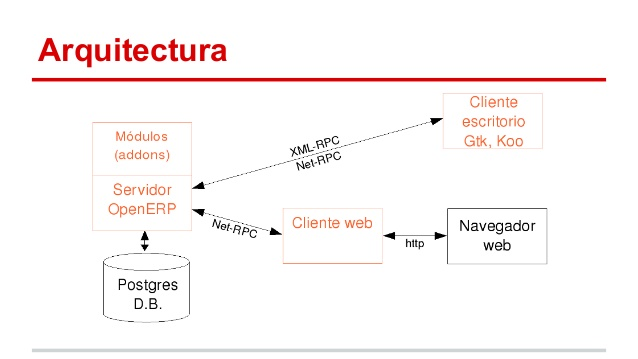 Arquitectura
Cliente
escritorio
Gtk, Koo
Módulos
(addons)
XML-RPC
Net-RPC
Servidor
OpenERP
Net-RPC
Cliente web
http
Navegador
web
Postgres
D.B.